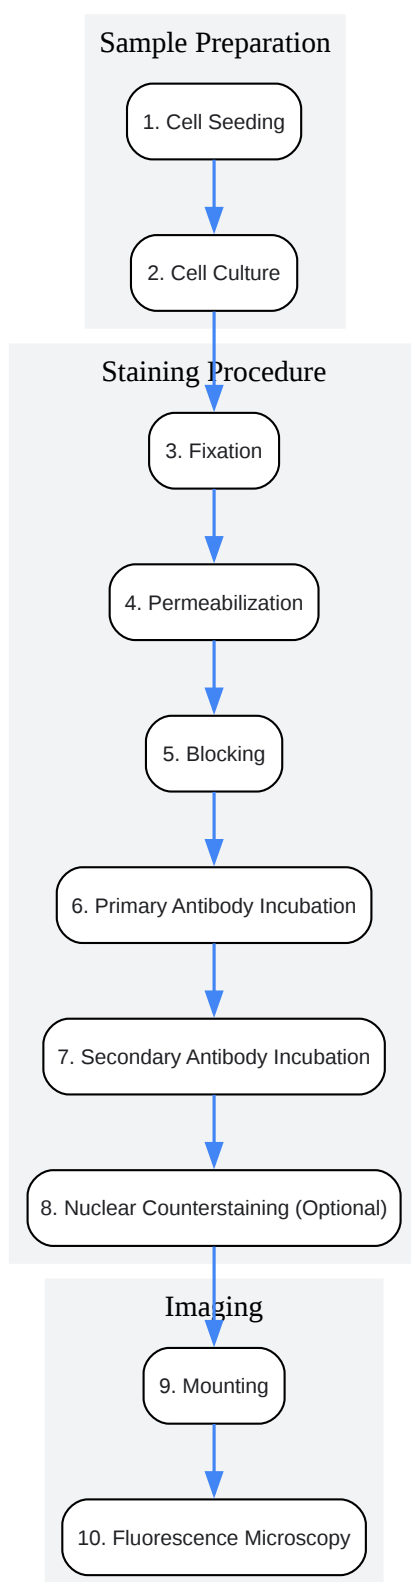 Sample Preparation
1. Cell Seeding
2. Cell Culture
Staining Procedure
3. Fixation
4. Permeabilization
5. Blocking
6. Primary Antibody Incubation
7. Secondary Antibody Incubation
8. Nuclear Counterstaining (Optional)
Imaging
9. Mounting
10. Fluorescence Microscopy